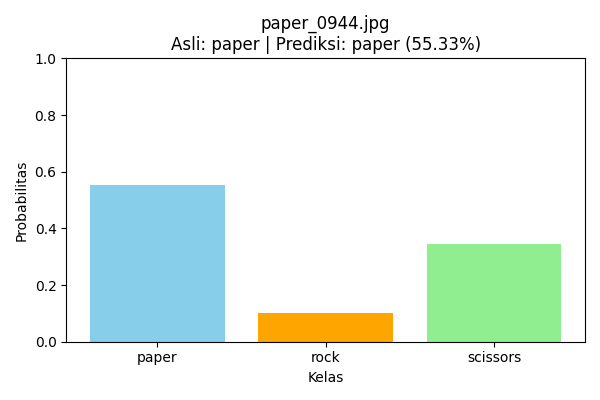 paper_0944.jpg
Asli: paper | Prediksi: paper (55.33%)
Probabilitas
1.0
0.8
0.6
0.4
0.2
0.0
paper rock scissors
Kelas